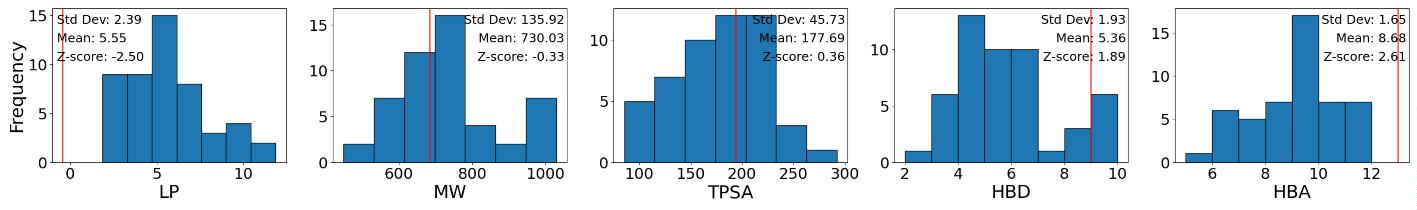 Frequency
15
10
5
0
Std Dev: 2.39
Mean: 5.55
Z-score: -2.50
0 5 10
LP
15
10
5
0
Std Dev: 135.92
Mean: 730.03
Z-score: -0.33
600 800 1000
MW
10
5
0
Std Dev: 45.73
Mean: 177.69
Z-score: 0.36
100 150 200 250 300
TPSA
10
5
0
Std Dev: 1.93
Mean: 5.36
Z-score: 1.89
2 4 6 8 10
HBD
15
10
5
0
Std Dev: 1.65
Mean: 8.68
Z-score: 2.61
6 8 10 12
HBA